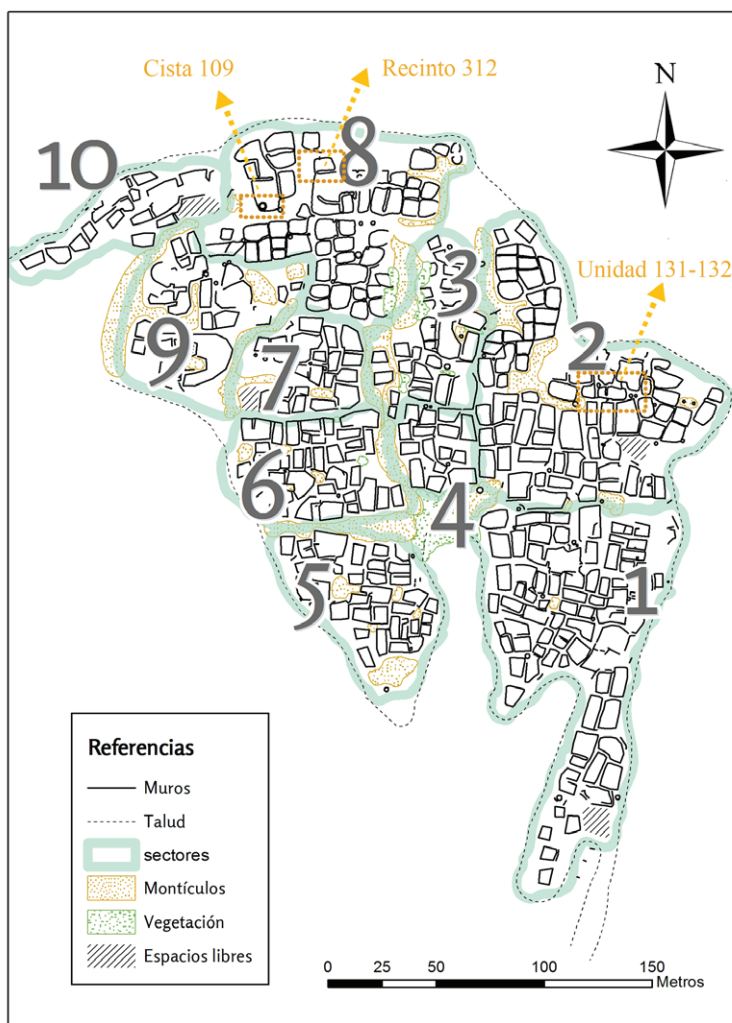 Cista 109
Recinto 312
N
10
8
3
Unidad 131-132
2
9
7
6
4
5
1
Referencias
Muros
Talud
sectores
Montículos
Vegetación
Espacios libres
0 25 50 100 150
Metros